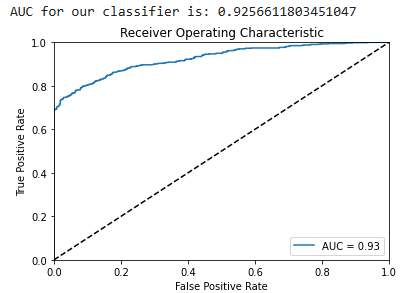 AUC for our classifier is: 0.9256611803451047
Receiver Operating Characteristic
1.0
0.8
0.6
0.4
0.2
0.0
True Positive Rate
AUC = 0.93
0.0 0.2 0.4 0.6 0.8 1.0
False Positive Rate